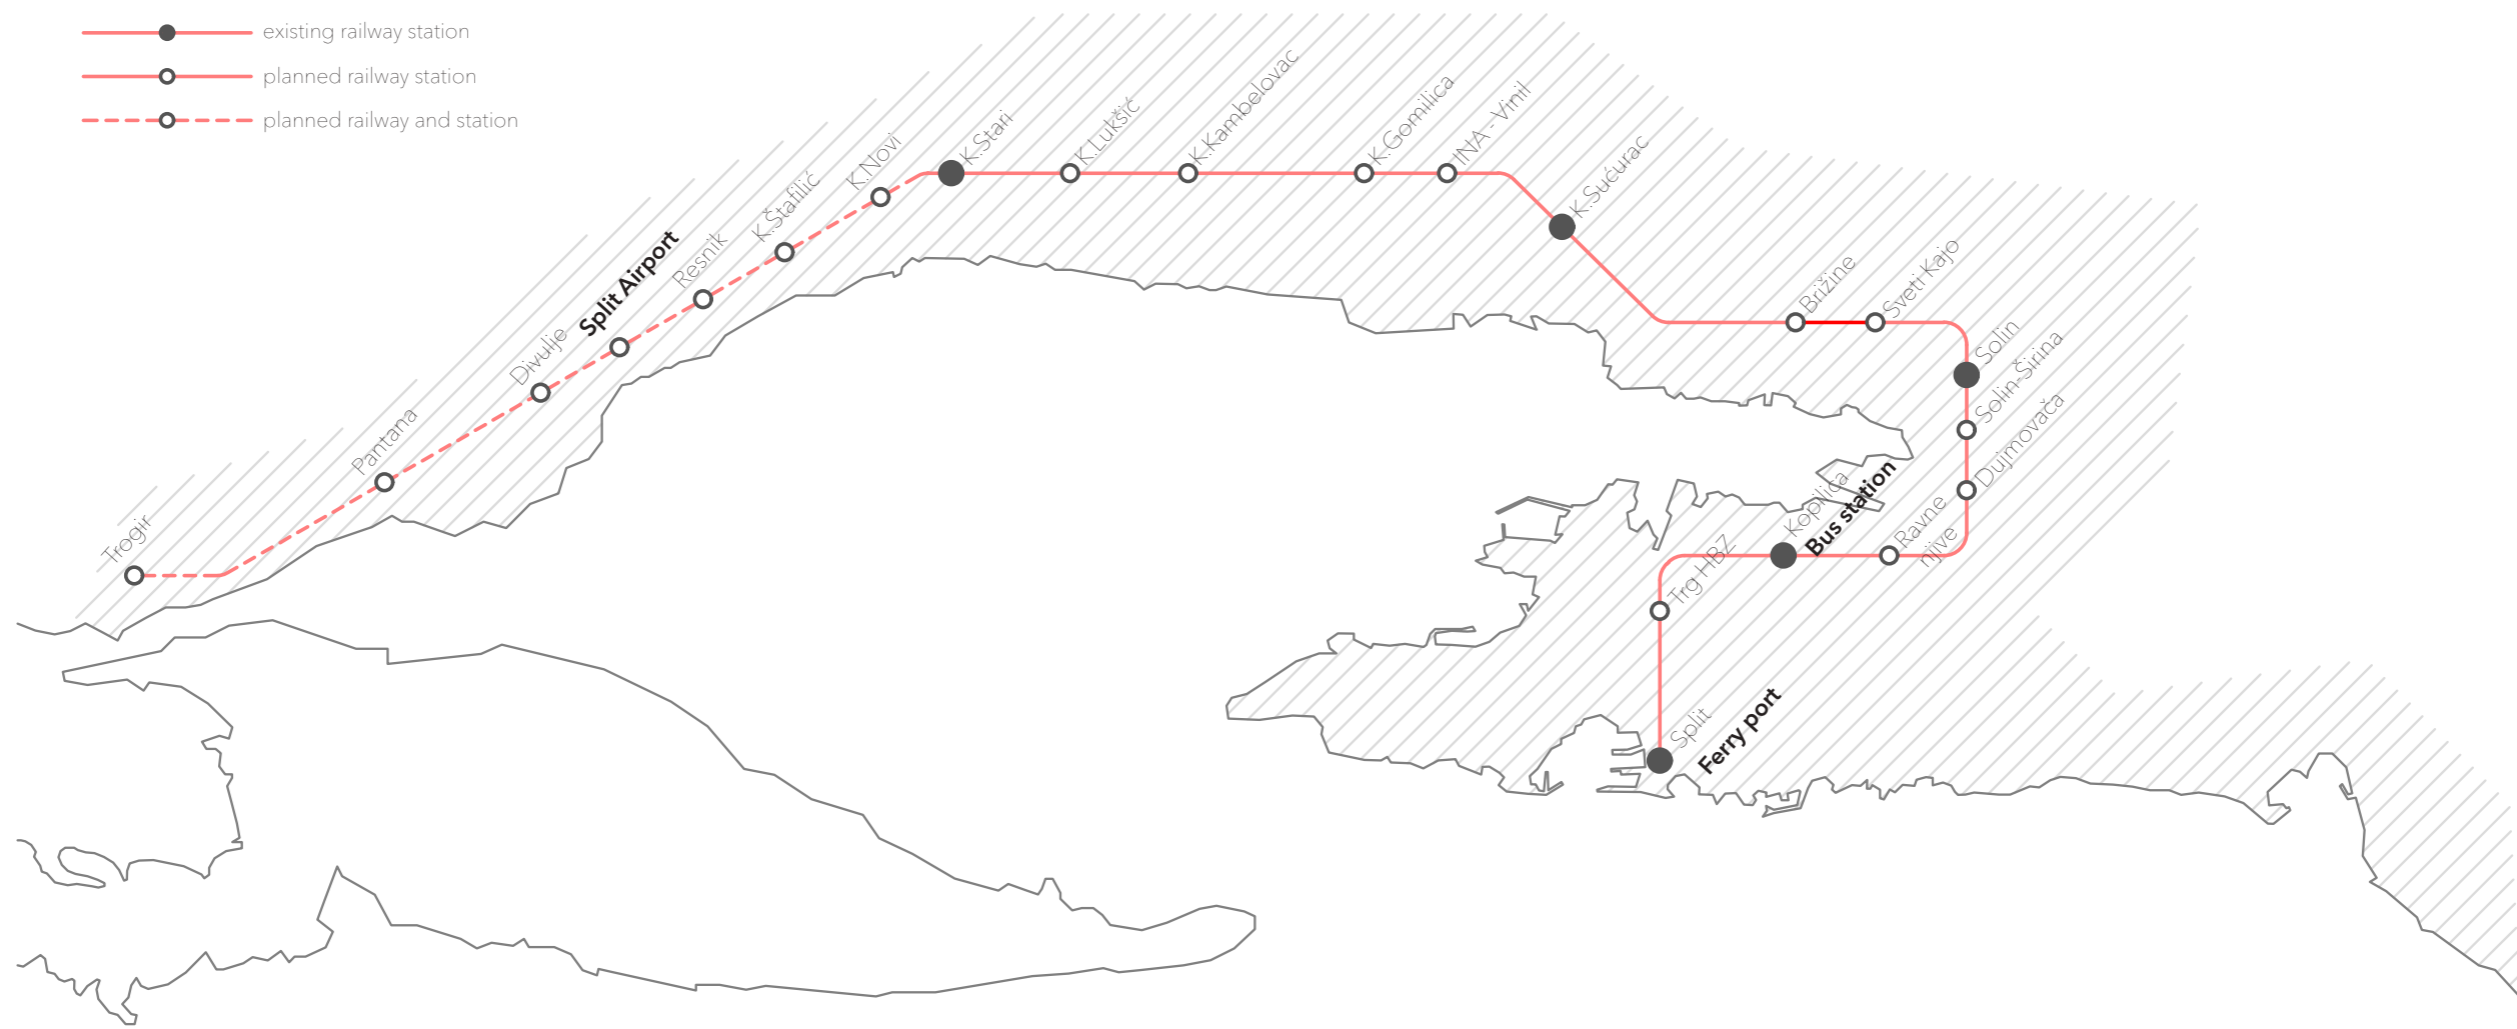 existing railway station
planned railway station
planned railway and station
Trogir
Pantana
Divulje
Split Airport
Resnik
K.Štafilić
K.Novi
K.Stari
K.Lukšić
K.Kambelovac
K.Gomilica
INA - Vinil
K.Sućurac
Brižine
Sveti Kajo
Solin
Solin-Širina
Dujmovača
Ravne
njive
Kopilica
Bus station
Trg HBZ
Split
Ferry port